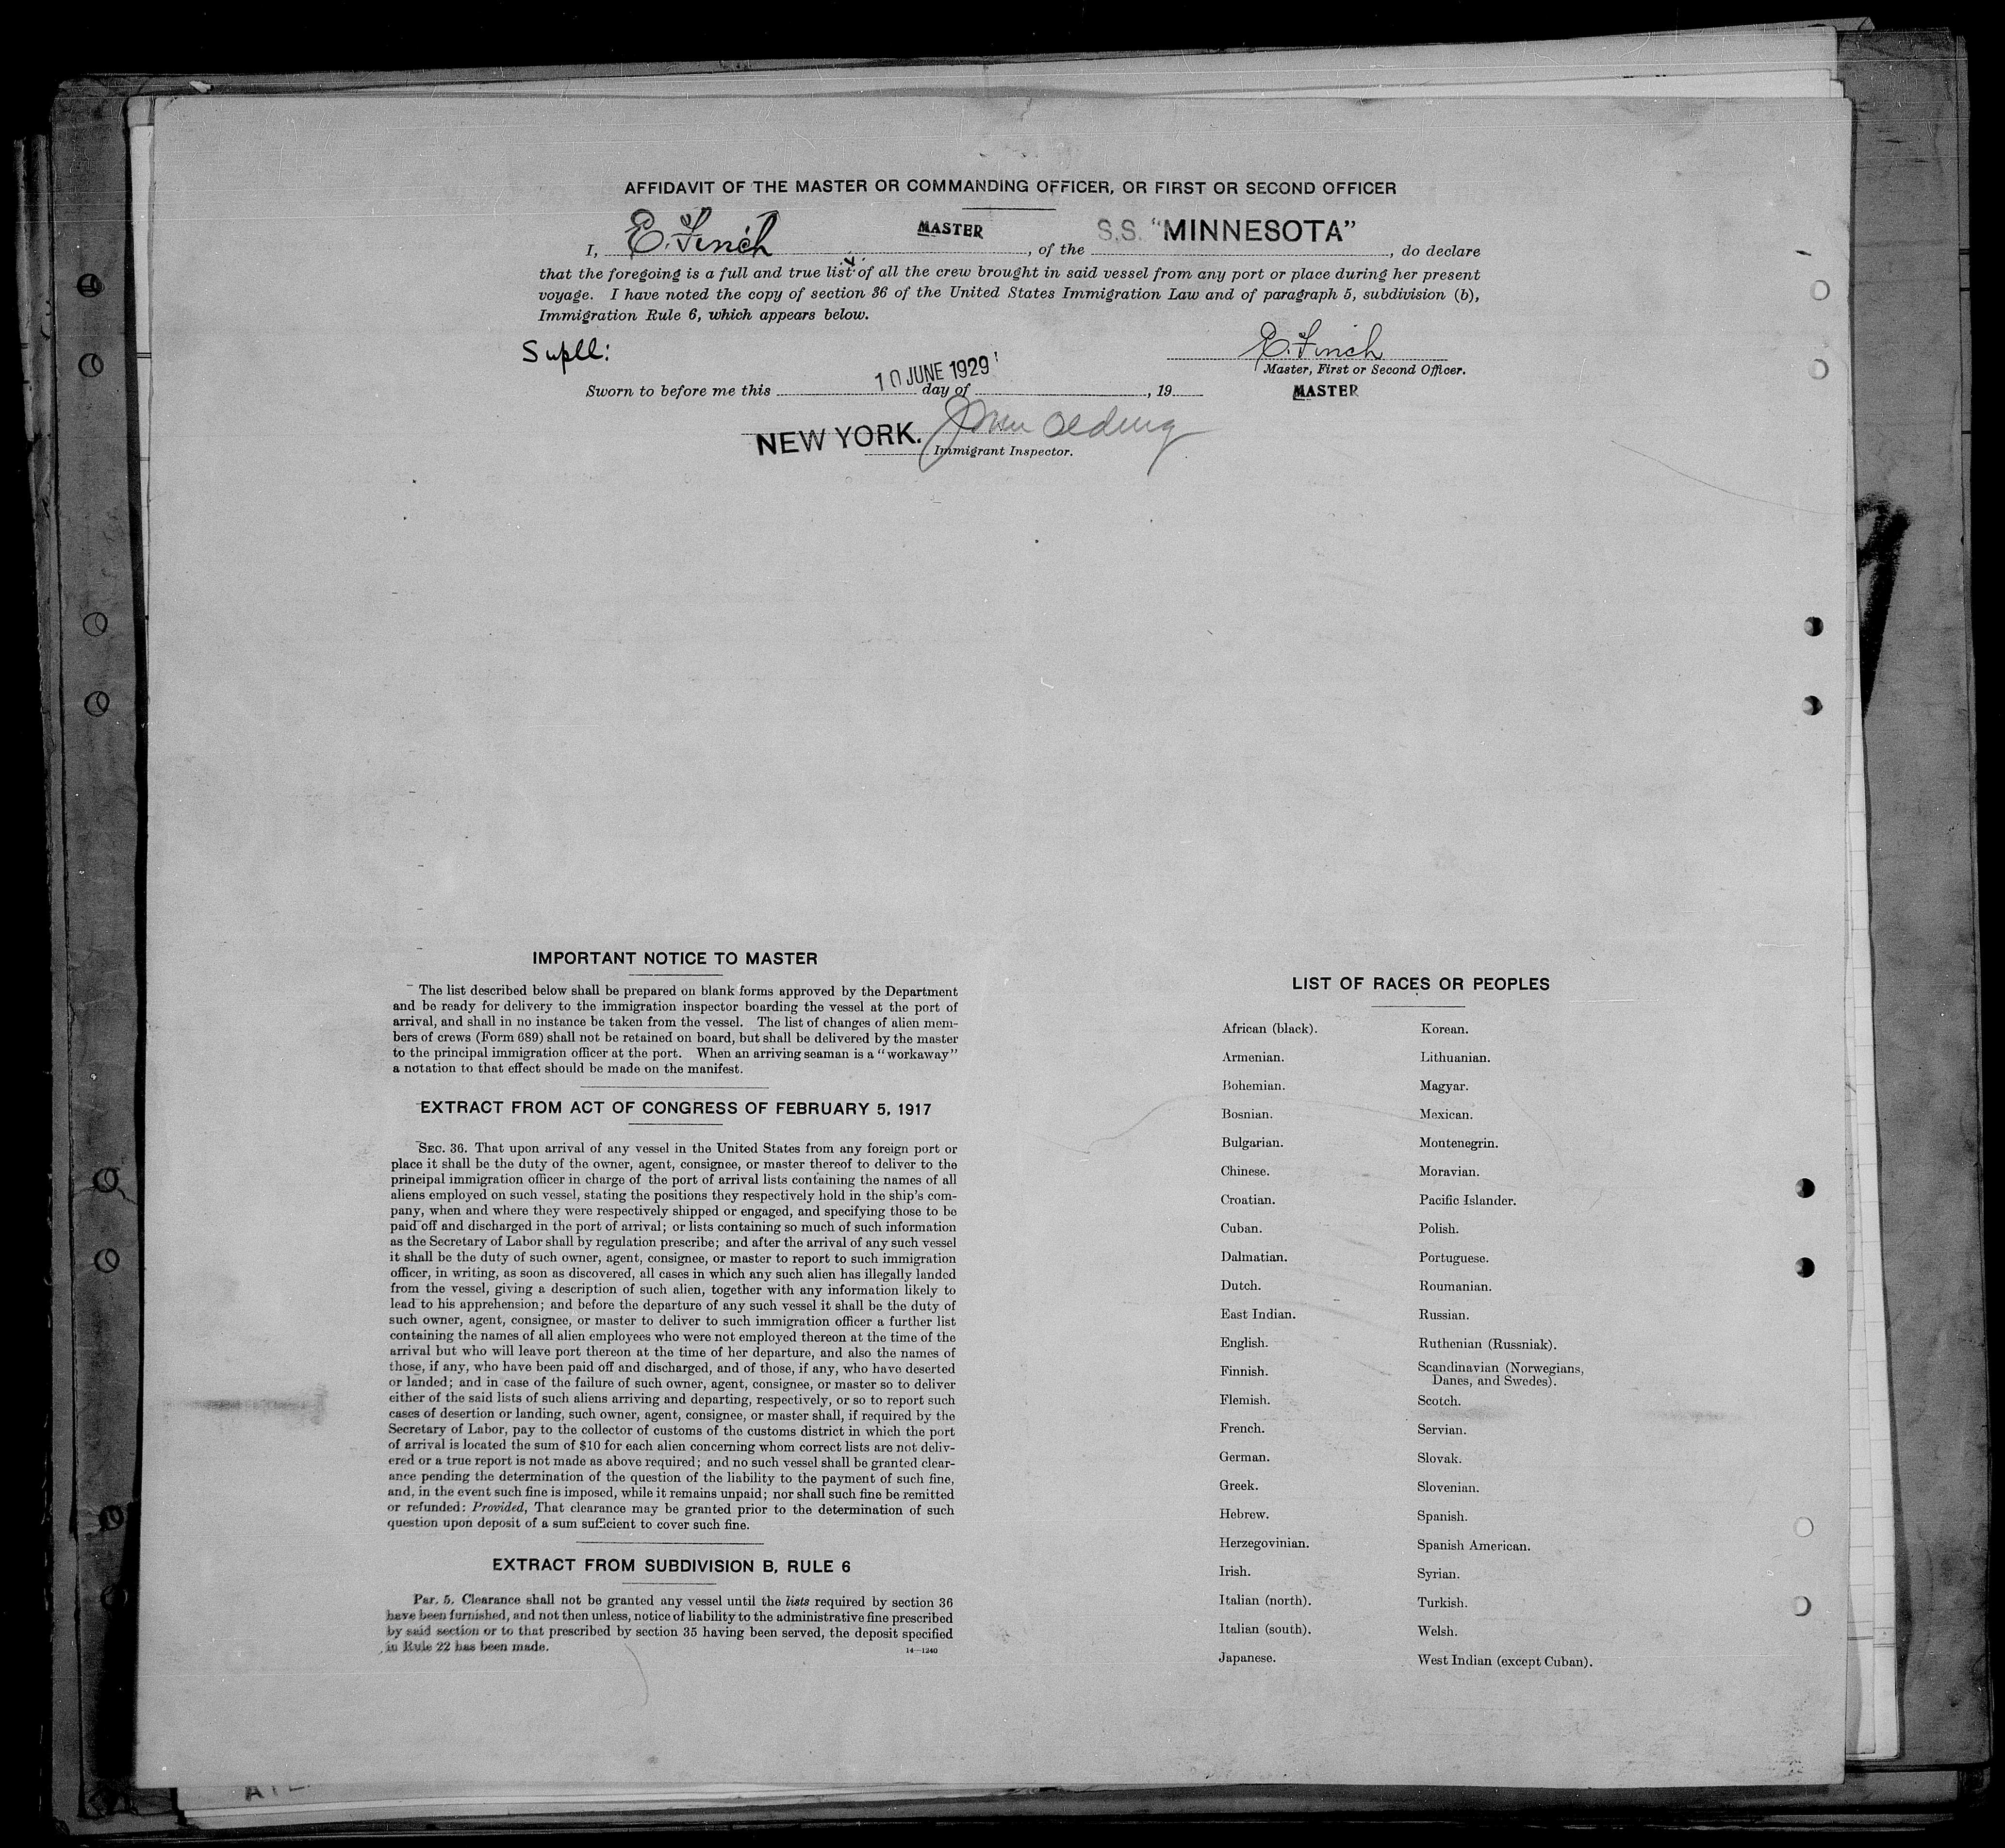 AFFIDAVIT OF THE MASTER OR COMMANDING OFFICER, OR FIRST OR SECOND OFFICER
I, E. Finch MASTER, of the S.S. "MINNESOTA", do declare
that the foregoing is a full and true list of all the crew brought in said vessel from any port or place during her present
voyage. I have noted the copy of section 36 of the United States Immigration Law and of paragraph 5, subdivision (b),
Immigration Rule 6, which appears below.
Supll:
E. Finch
Master, First or Second Officer.
10 JUNE 1929
Sworn to before me this day of , 19
MASTER
NEW YORK.
Immigrant Inspector.
IMPORTANT NOTICE TO MASTER
The list described below shall be prepared on blank forms approved by the Department
and be ready for delivery to the immigration inspector boarding the vessel at the port of
arrival, and shall in no instance be taken from the vessel. The list of changes of alien mem-
bers of crews (Form 689) shall not be retained on board, but shall be delivered by the master
to the principal immigration officer at the port. When an arriving seaman is a "workaway"
a notation to that effect should be made on the manifest.
EXTRACT FROM ACT OF CONGRESS OF FEBRUARY 5, 1917
SEC. 36. That upon arrival of any vessel in the United States from any foreign port or
place it shall be the duty of the owner, agent, consignee, or master thereof to deliver to the
principal immigration officer in charge of the port of arrival lists containing the names of all
aliens employed on such vessel, stating the positions they respectively hold in the ship's com-
pany, when and where they were respectively shipped or engaged, and specifying those to be
paid off and discharged in the port of arrival; or lists containing so much of such information
as the Secretary of Labor shall by regulation prescribe; and after the arrival of any such vessel
it shall be the duty of such owner, agent, consignee, or master to report to such immigration
officer, in writing, as soon as discovered, all cases in which any such alien has illegally landed
from the vessel, giving a description of such alien, together with any information likely to
lead to his apprehension; and before the departure of any such vessel it shall be the duty of
such owner, agent, consignee, or master to deliver to such immigration officer a further list
containing the names of all alien employees who were not employed thereon at the time of the
arrival but who will leave port thereon at the time of her departure, and also the names of
those, if any, who have been paid off and discharged, and of those, if any, who have deserted
or landed; and in case of the failure of such owner, agent, consignee, or master so to deliver
either of the said lists of such aliens arriving and departing, respectively, or so to report such
cases of desertion or landing, such owner, agent, consignee, or master shall, if required by the
Secretary of Labor, pay to the collector of customs of the customs district in which the port
of arrival is located the sum of $10 for each alien concerning whom correct lists are not deliv-
ered or a true report is not made as above required; and no such vessel shall be granted clear-
ance pending the determination of the question of the liability to the payment of such fine,
and, in the event such fine is imposed, while it remains unpaid; nor shall such fine be remitted
or refunded: Provided, That clearance may be granted prior to the determination of such
question upon deposit of a sum sufficient to cover such fine.
EXTRACT FROM SUBDIVISION B, RULE 6
Par. 5. Clearance shall not be granted any vessel until the lists required by section 36
have been furnished, and not then unless, notice of liability to the administrative fine prescribed
by said section or to that prescribed by section 35 having been served, the deposit specified
in Rule 22 has been made.
14—1240
LIST OF RACES OR PEOPLES
African (black). Korean.
Armenian. Lithuanian.
Bohemian. Magyar.
Bosnian. Mexican.
Bulgarian. Montenegrin.
Chinese. Moravian.
Croatian. Pacific Islander.
Cuban. Polish.
Dalmatian. Portuguese.
Dutch. Roumanian.
East Indian. Russian.
English. Ruthenian (Russniak).
Finnish. Scandinavian (Norwegians,
Danes, and Swedes).
Flemish. Scotch.
French. Servian.
German. Slovak.
Greek. Slovenian.
Hebrew. Spanish.
Herzegovinian. Spanish American.
Irish. Syrian.
Italian (north). Turkish.
Italian (south). Welsh.
Japanese. West Indian (except Cuban).